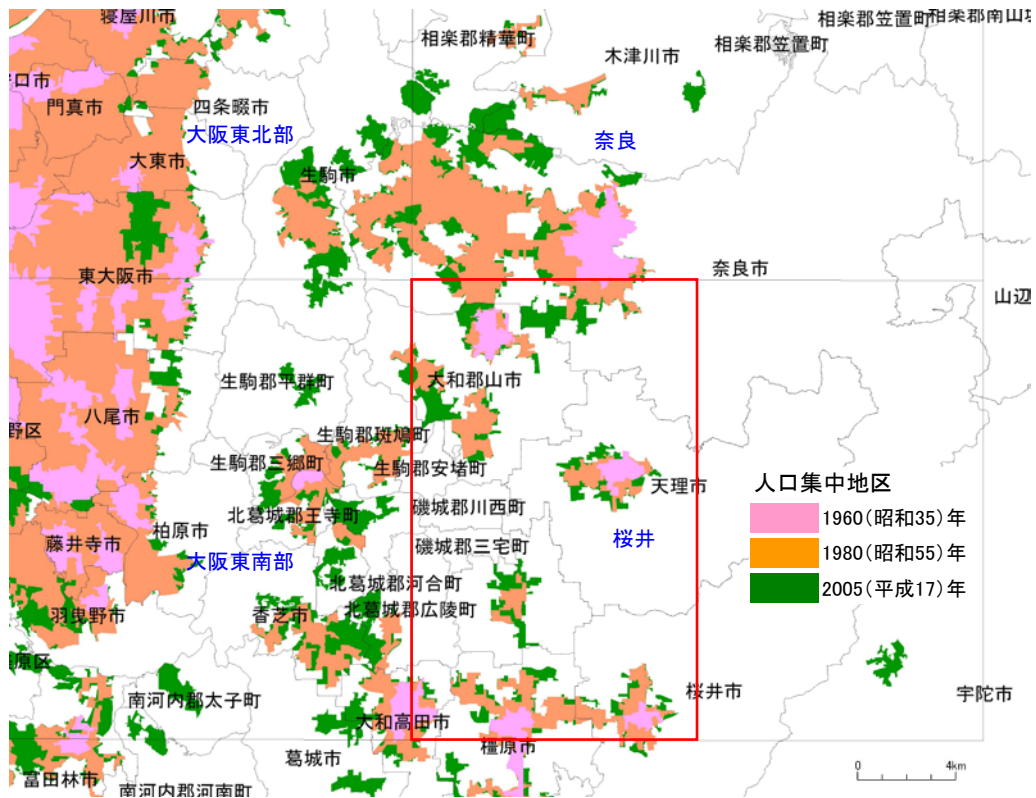 寝屋川市
相楽郡精華町
相楽郡笠置町
相楽郡笠置町
木津川市
門真市
四条畷市
大阪東北部
奈良
大東市
生駒市
東大阪市
奈良市
山辺
生駒郡平群町
大和郡山市
八尾市
生駒郡斑鳩町
生駒郡三郷町
生駒郡安堵町
天理市
人口集中地区
北葛城郡王寺町
磯城郡川西町
1960(昭和35)年
柏原市
藤井寺市
桜井
磯城郡三宅町
1980(昭和55)年
大阪東南部
北葛城郡河合町
2005(平成17)年
羽曳野市
香芝市
北葛城郡広陵町
南河内郡太子町
桜井市
宇陀市
大和高田市
葛城市
橿原市
富田林市
南河内郡河南町
0 4km